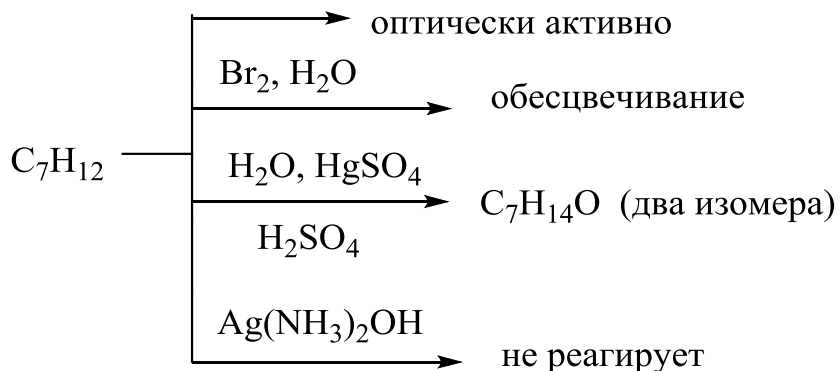 оптически активно
Br₂, H₂O
обесцвечивание
C₇H₁₂
H₂O, HgSO₄
C₇H₁₄O (два изомера)
H₂SO₄
Ag(NH₃)₂OH
не реагирует